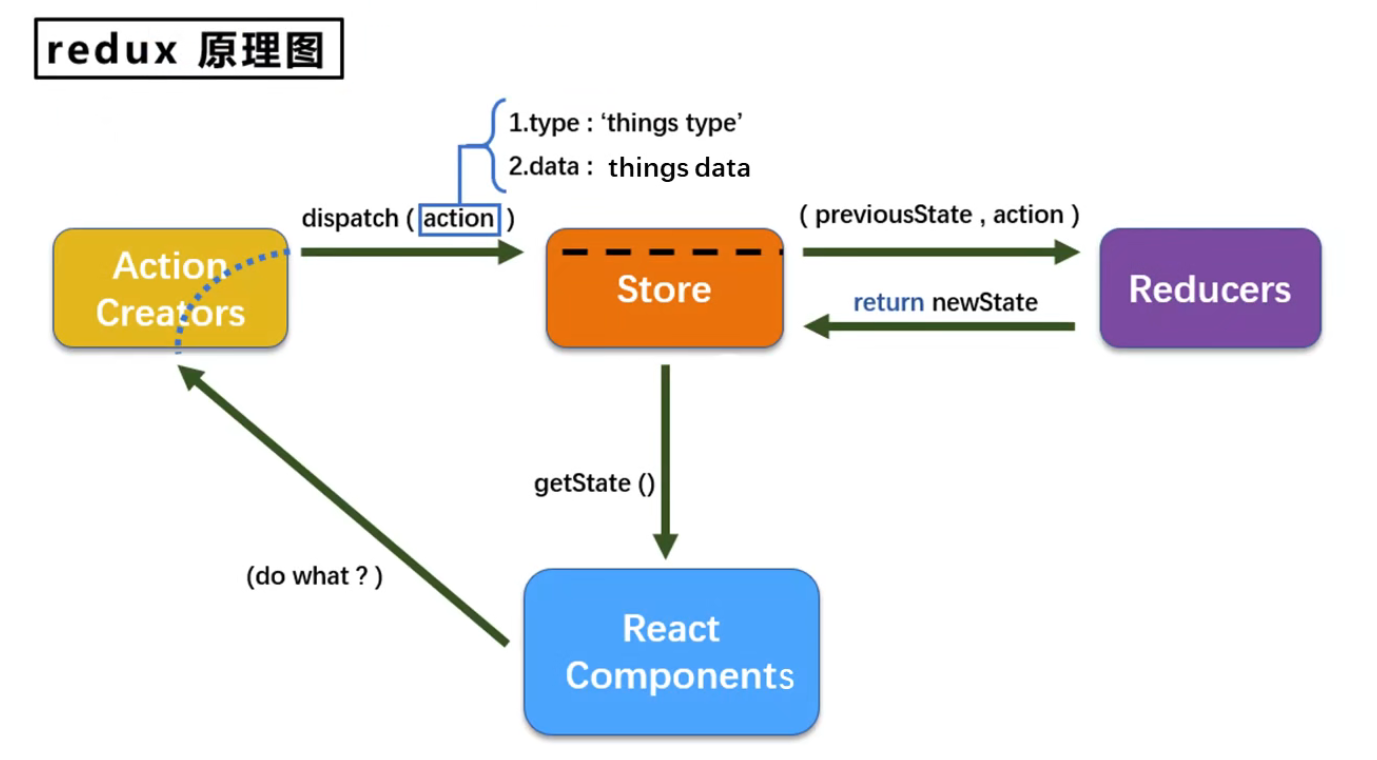 redux 原理图
1.type : ‘things type’
2.data : things data
dispatch ( action )
( previousState , action )
Action
Creators
Store
return newState
Reducers
getState ()
(do what ? )
React
Components